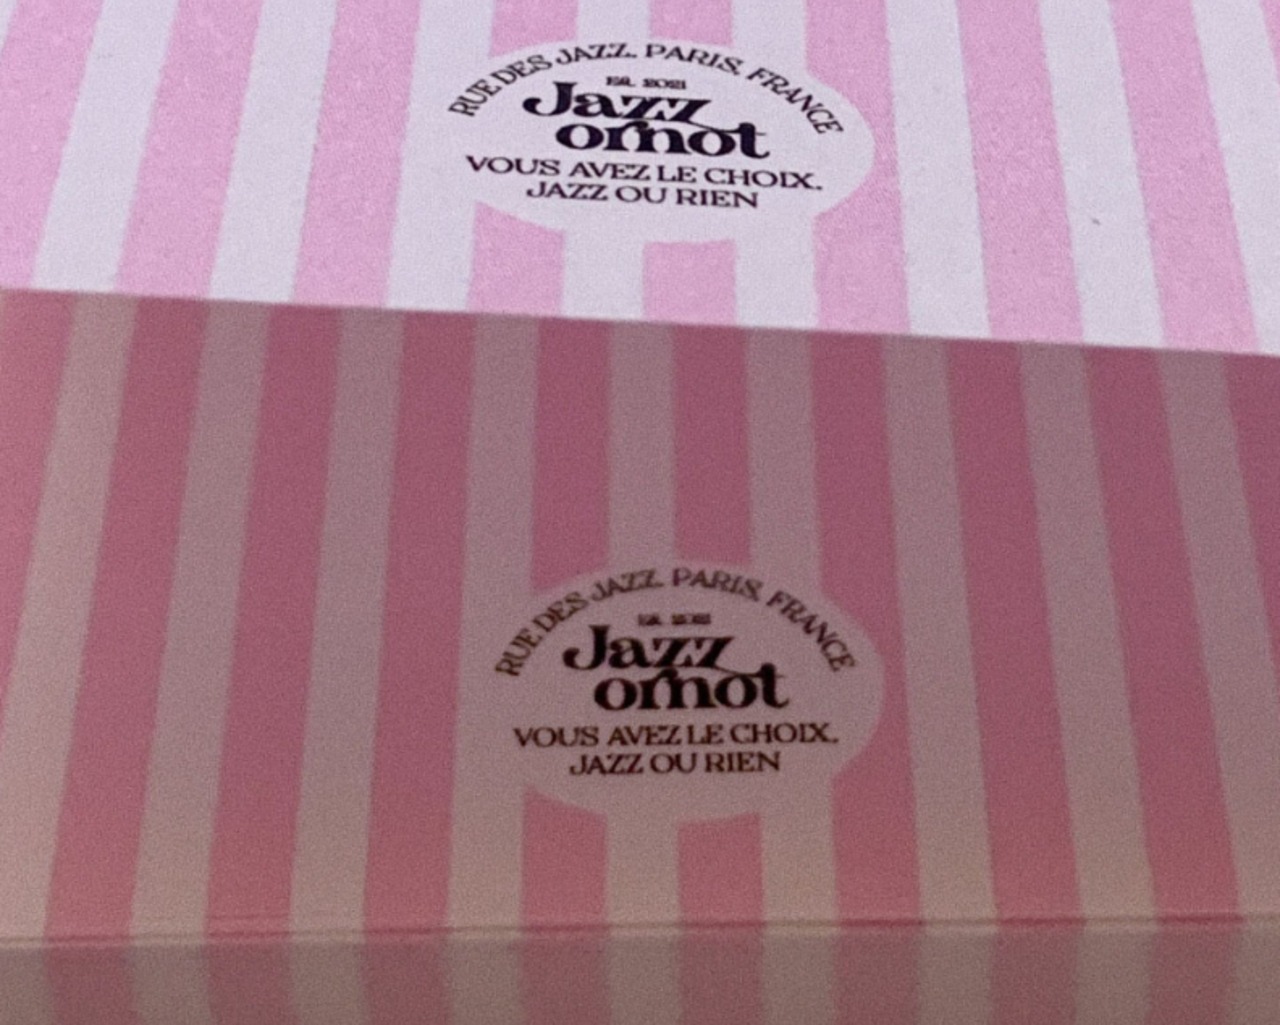 RUE DES JAZZ. PARIS, FRANCE
Est. 2021
Jazz
ornot
VOUS AVEZ LE CHOIX.
JAZZ OU RIEN
RUE DES JAZZ. PARIS, FRANCE
Est. 2021
Jazz
ornot
VOUS AVEZ LE CHOIX.
JAZZ OU RIEN